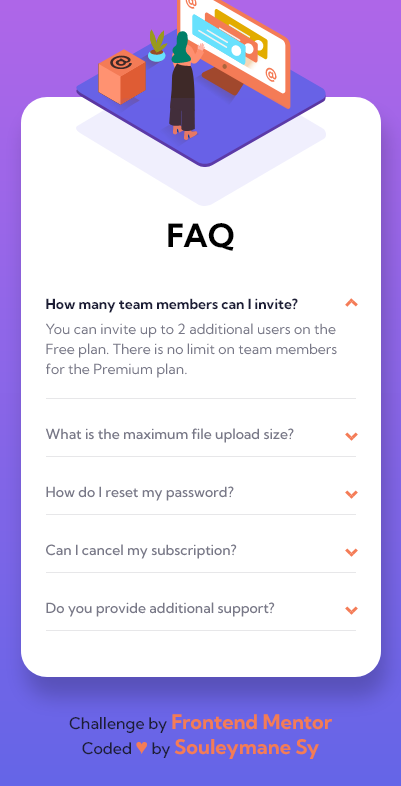 @
@
@
FAQ
How many team members can I invite?
You can invite up to 2 additional users on the
Free plan. There is no limit on team members
for the Premium plan.
What is the maximum file upload size?
How do I reset my password?
Can I cancel my subscription?
Do you provide additional support?
Challenge by Frontend Mentor
Coded ♥ by Souleymane Sy